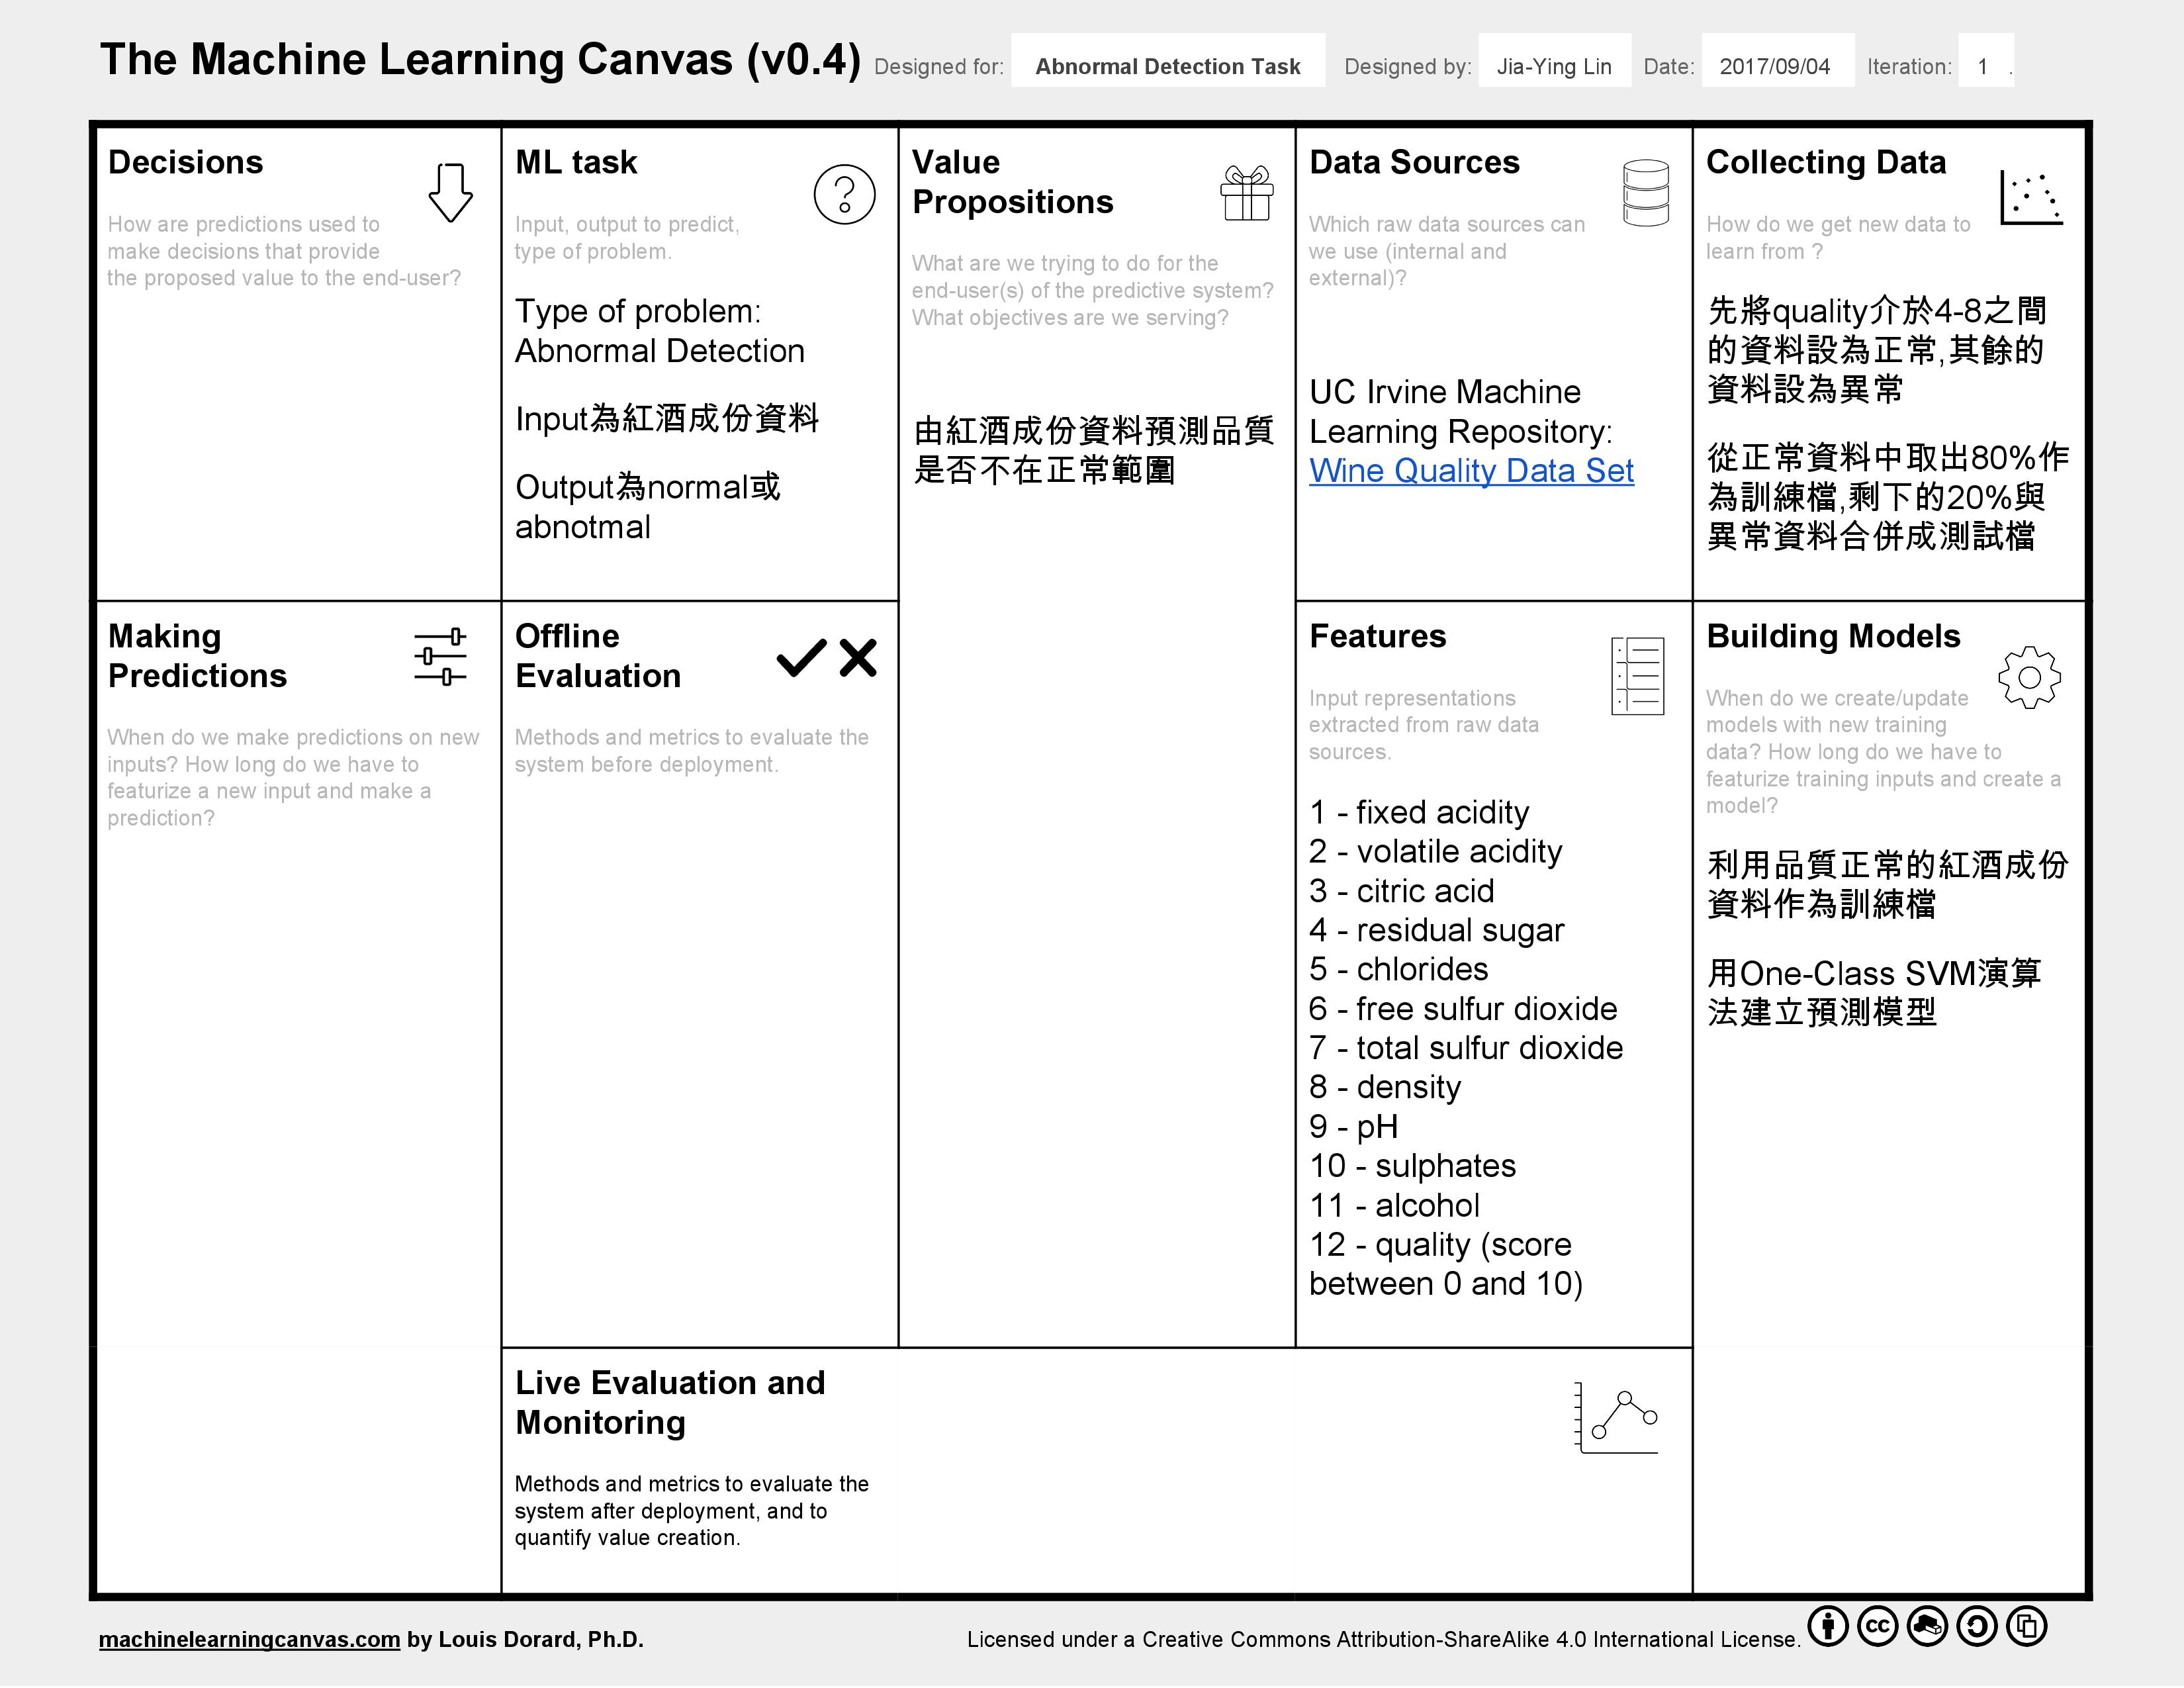 The Machine Learning Canvas (v0.4)
Designed for:
Abnormal Detection Task
Designed by:
Jia-Ying Lin
Date:
2017/09/04
Iteration:
1 .
Decisions
How are predictions used to
make decisions that provide
the proposed value to the end-user?
ML task
Input, output to predict,
type of problem.
Type of problem:
Abnormal Detection
Input為紅酒成份資料
Output為normal或
abnotmal
Value
Propositions
What are we trying to do for the
end-user(s) of the predictive system?
What objectives are we serving?
由紅酒成份資料預測品質
是否不在正常範圍
Data Sources
Which raw data sources can
we use (internal and
external)?
UC Irvine Machine
Learning Repository:
Wine Quality Data Set
Collecting Data
How do we get new data to
learn from ?
先將quality介於4-8之間
的資料設為正常,其餘的
資料設為異常
從正常資料中取出80%作
為訓練檔,剩下的20%與
異常資料合併成測試檔
Making
Predictions
When do we make predictions on new
inputs? How long do we have to
featurize a new input and make a
prediction?
Offline
Evaluation
Methods and metrics to evaluate the
system before deployment.
Features
Input representations
extracted from raw data
sources.
1 - fixed acidity
2 - volatile acidity
3 - citric acid
4 - residual sugar
5 - chlorides
6 - free sulfur dioxide
7 - total sulfur dioxide
8 - density
9 - pH
10 - sulphates
11 - alcohol
12 - quality (score
between 0 and 10)
Building Models
When do we create/update
models with new training
data? How long do we have to
featurize training inputs and create a
model?
利用品質正常的紅酒成份
資料作為訓練檔
用One-Class SVM演算
法建立預測模型
Live Evaluation and
Monitoring
Methods and metrics to evaluate the
system after deployment, and to
quantify value creation.
machinelearningcanvas.com by Louis Dorard, Ph.D.
Licensed under a Creative Commons Attribution-ShareAlike 4.0 International License.
cc